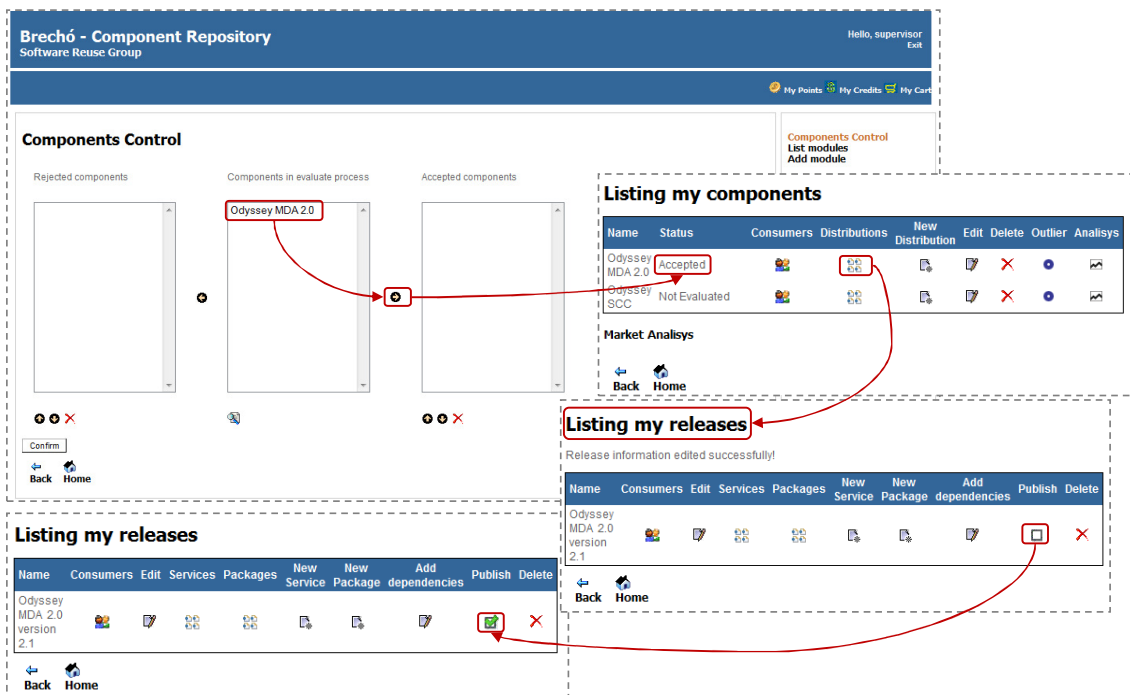 Brechó - Component Repository
Software Reuse Group
Hello, supervisor
Exit
My Points My Credits My Cart
Components Control
Components Control
List modules
Add module
Rejected components
Components in evaluate process
Accepted components
Odyssey MDA 2.0
Confirm
Back Home
Listing my components
Name Status Consumers Distributions New Distribution Edit Delete Outlier Analisys
Odyssey MDA 2.0 Accepted
Odyssey SCC Not Evaluated
Market Analisys
Back Home
Listing my releases
Release information edited successfully!
Name Consumers Edit Services Packages New Service New Package Add dependencies Publish Delete
Odyssey
MDA 2.0
version
2.1
Back Home
Listing my releases
Name Consumers Edit Services Packages New Service New Package Add dependencies Publish Delete
Odyssey
MDA 2.0
version
2.1
Back Home